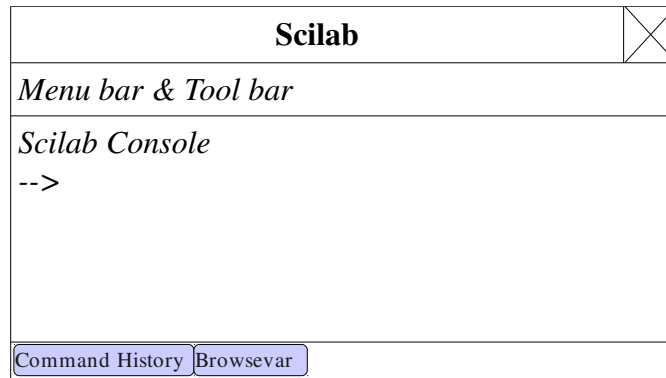 Scilab
Menu bar & Tool bar
Scilab Console
-->
Command History Browsevar